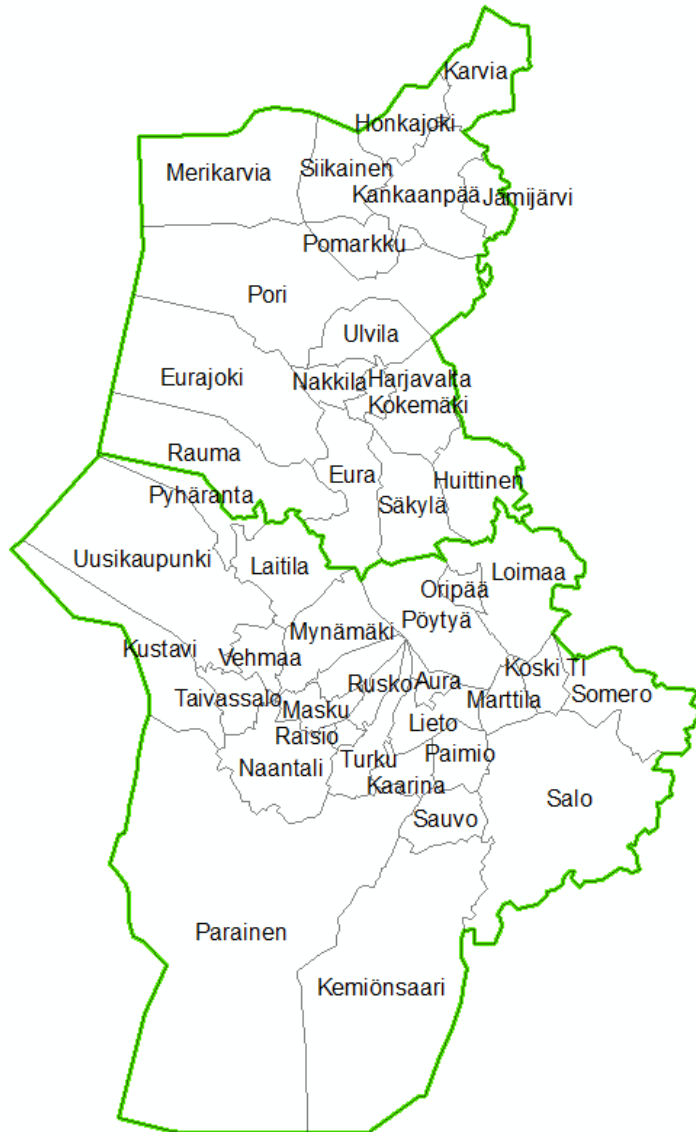 Karvia
Honkajoki
Merikarvia
Siikainen
Kankaanpää
Jämijärvi
Pomarkku
Pori
Ulvila
Eurajoki
Nakkila
Harjavalta
Kokemäki
Rauma
Eura
Huittinen
Pyhäranta
Säkylä
Uusikaupunki
Laitila
Loimaa
Oripää
Pöytyä
Mynämäki
Kustavi
Vehmaa
Koski Tl
Rusko
Aura
Taivassalo
Marttila
Somero
Masku
Lieto
Raisio
Turku
Paimio
Naantali
Kaarina
Salo
Sauvo
Parainen
Kemiönsaari